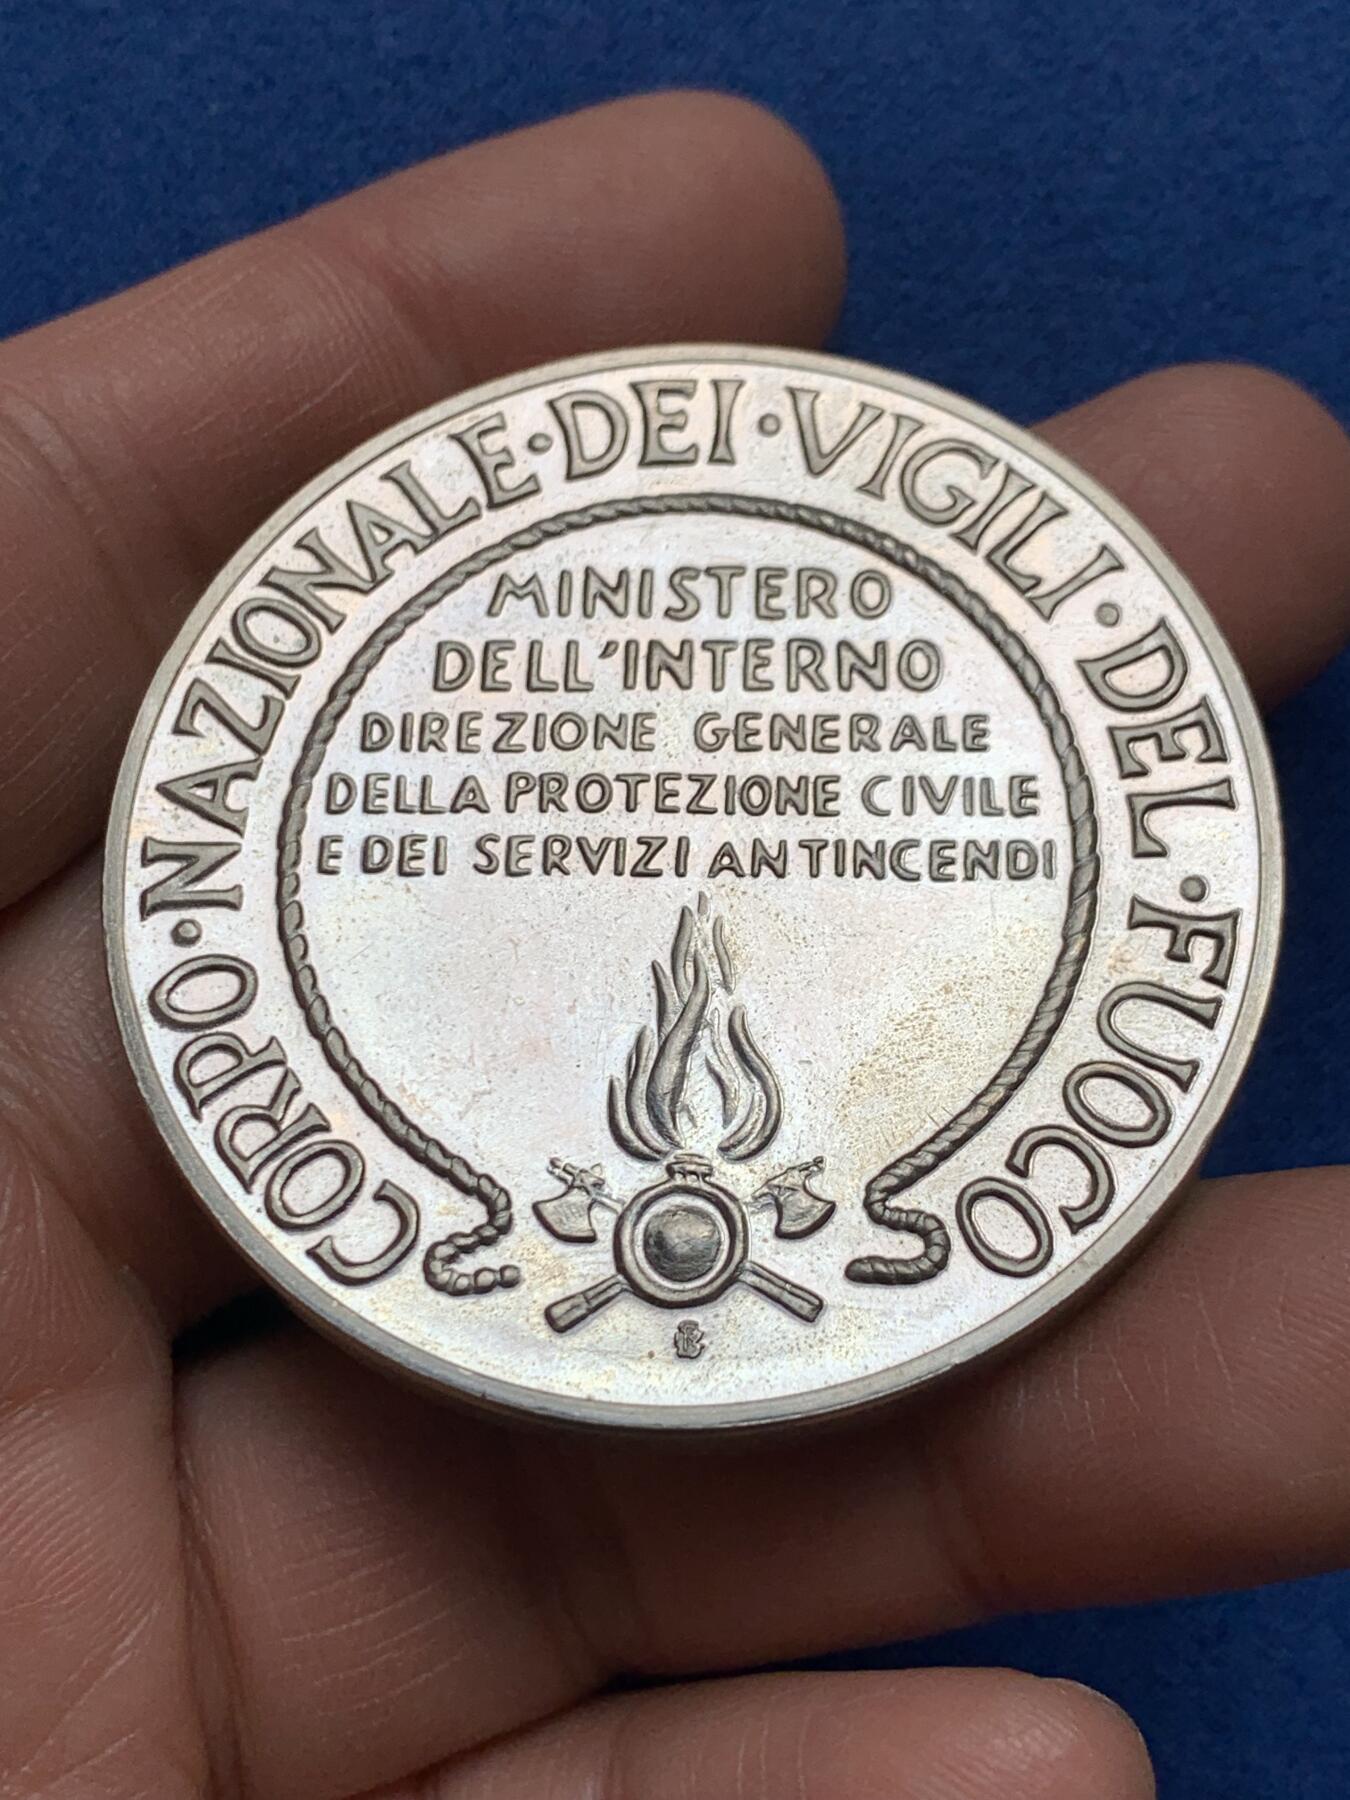 CORPO·NAZIONALE·DEI·VIGILI·DEL·FUOCO
MINISTERO
DELL'INTERNO
DIREZIONE GENERALE
DELLA PROTEZIONE CIVILE
E DEI SERVIZI ANTINCENDI